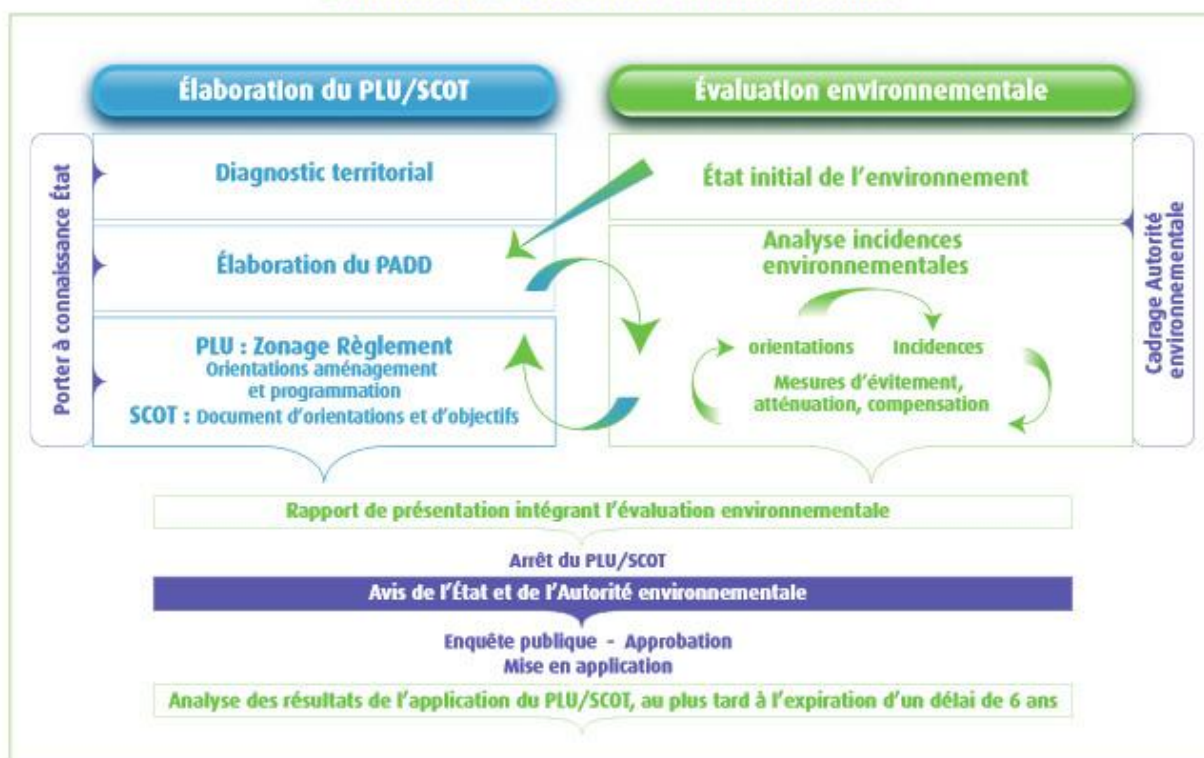 Élaboration du PLU/SCOT
Évaluation environnementale
Porter à connaissance État
Diagnostic territorial
Élaboration du PADD
PLU : Zonage Règlement
Orientations aménagement
et programmation
SCOT : Document d'orientations et d'objectifs
État initial de l'environnement
Analyse incidences
environnementales
orientations
Incidences
Mesures d'évitement,
atténuation, compensation
Cadrage Autorité
environnementale
Rapport de présentation intégrant l'évaluation environnementale
Arrêt du PLU/SCOT
Avis de l'État et de l'Autorité environnementale
Enquête publique - Approbation
Mise en application
Analyse des résultats de l'application du PLU/SCOT, au plus tard à l'expiration d'un délai de 6 ans